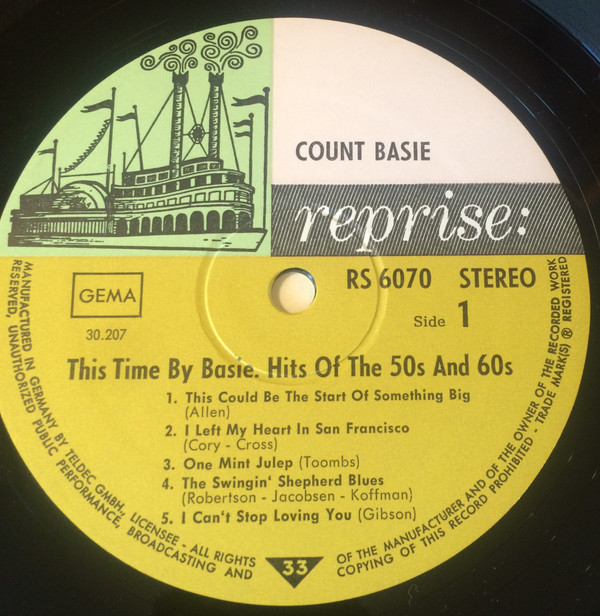 COUNT BASIE
reprise:
RS 6070 STEREO
GEMA
Side 1
30.207
This Time By Basie. Hits Of The 50s And 60s
1. This Could Be The Start Of Something Big
(Allen)
2. I Left My Heart In San Francisco
(Cory - Cross)
3. One Mint Julep (Toombs)
4. The Swingin' Shepherd Blues
(Robertson - Jacobsen - Koffman)
5. I Can't Stop Loving You (Gibson)
33
MANUFACTURED IN GERMANY BY TELDEC GMBH., LICENSEE - ALL RIGHTS OF THE MANUFACTURER AND OF THE OWNER OF THE RECORDED WORK
RESERVED, UNAUTHORIZED PUBLIC PERFORMANCE, BROADCASTING AND COPYING OF THIS RECORD PROHIBITED - TRADE MARK(S) ® REGISTERED